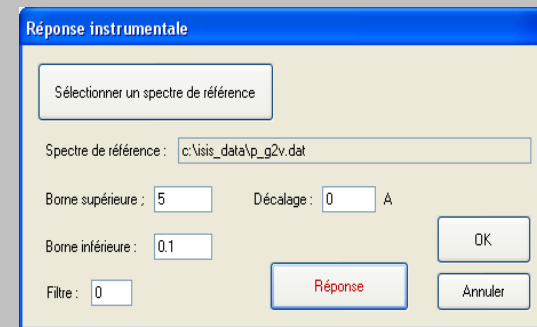 Réponse instrumentale
Sélectionner un spectre de référence
Spectre de référence : c:\isis_data\p_g2v.dat
Borne supérieure ; 5 Décalage : 0 A
Borne inférieure : 0.1 OK
Filtre : 0 Réponse Annuler